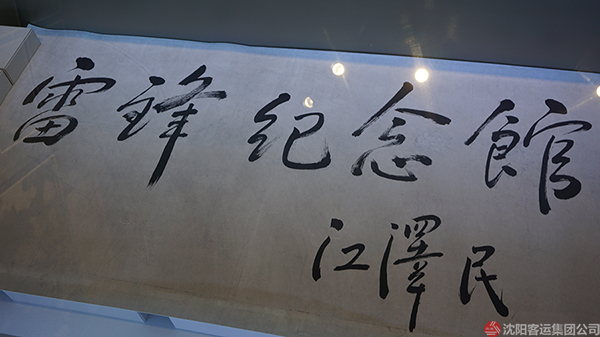 雷锋纪念館
江澤民
沈阳客运集团公司